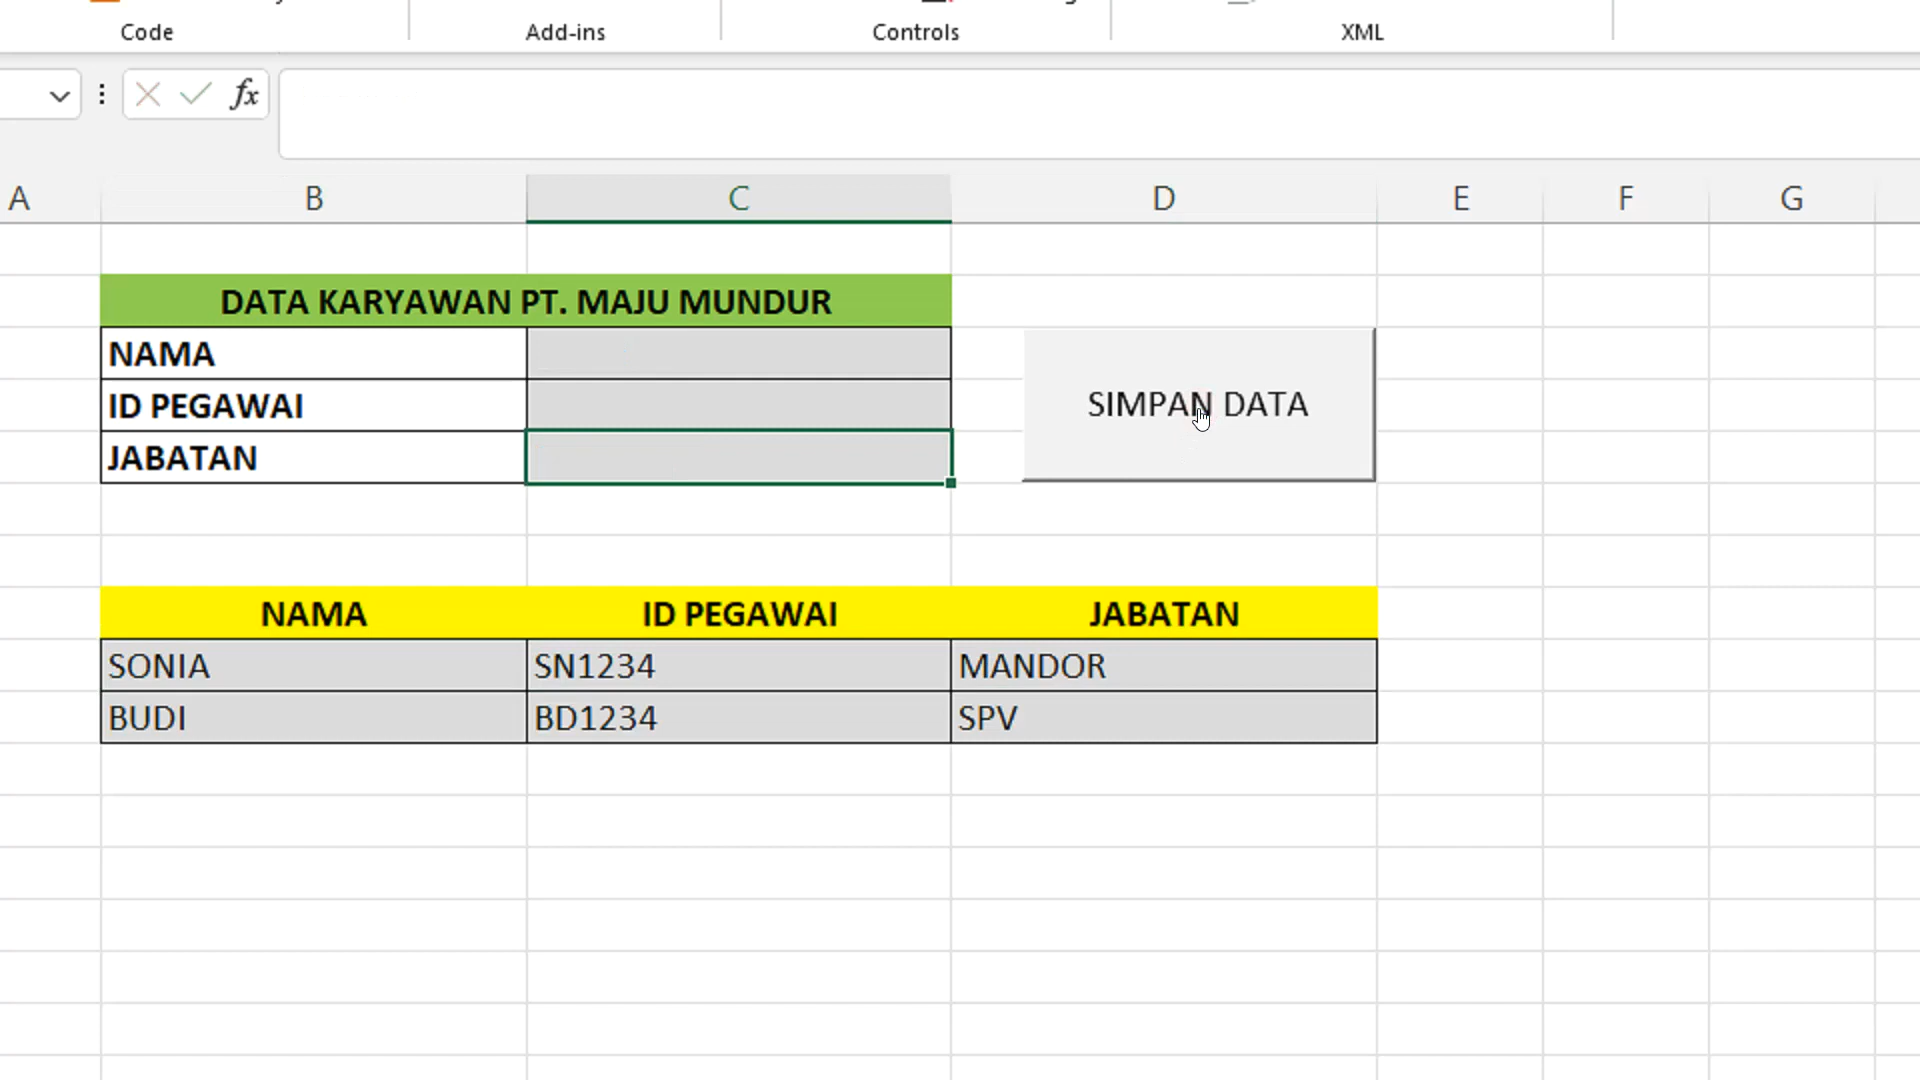 Code Add-ins Controls XML
fx
A B C D E F G
DATA KARYAWAN PT. MAJU MUNDUR
NAMA
ID PEGAWAI
JABATAN
SIMPAN DATA
NAMA ID PEGAWAI JABATAN
SONIA SN1234 MANDOR
BUDI BD1234 SPV